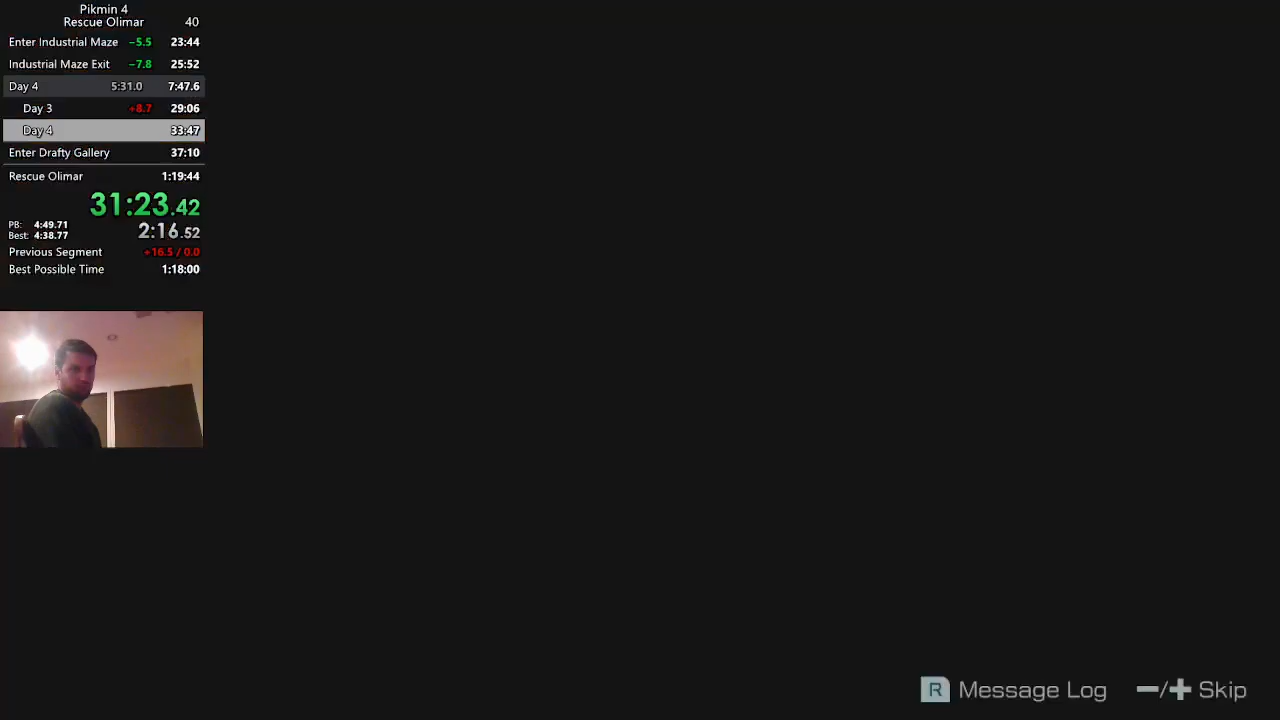 Pikmin 4
Rescue Olimar 40
Enter Industrial Maze −5.5 23:44
Industrial Maze Exit −7.8 25:52
Day 4 5:31.0 7:47.6
Day 3 +8.7 29:06
Day 4 33:47
Enter Drafty Gallery 37:10
Rescue Olimar 1:19:44
31:23.42
PB: 4:49.71
Best: 4:38.77
2:16.52
Previous Segment +16.5 / 0.0
Best Possible Time 1:18:00
R Message Log −/+ Skip